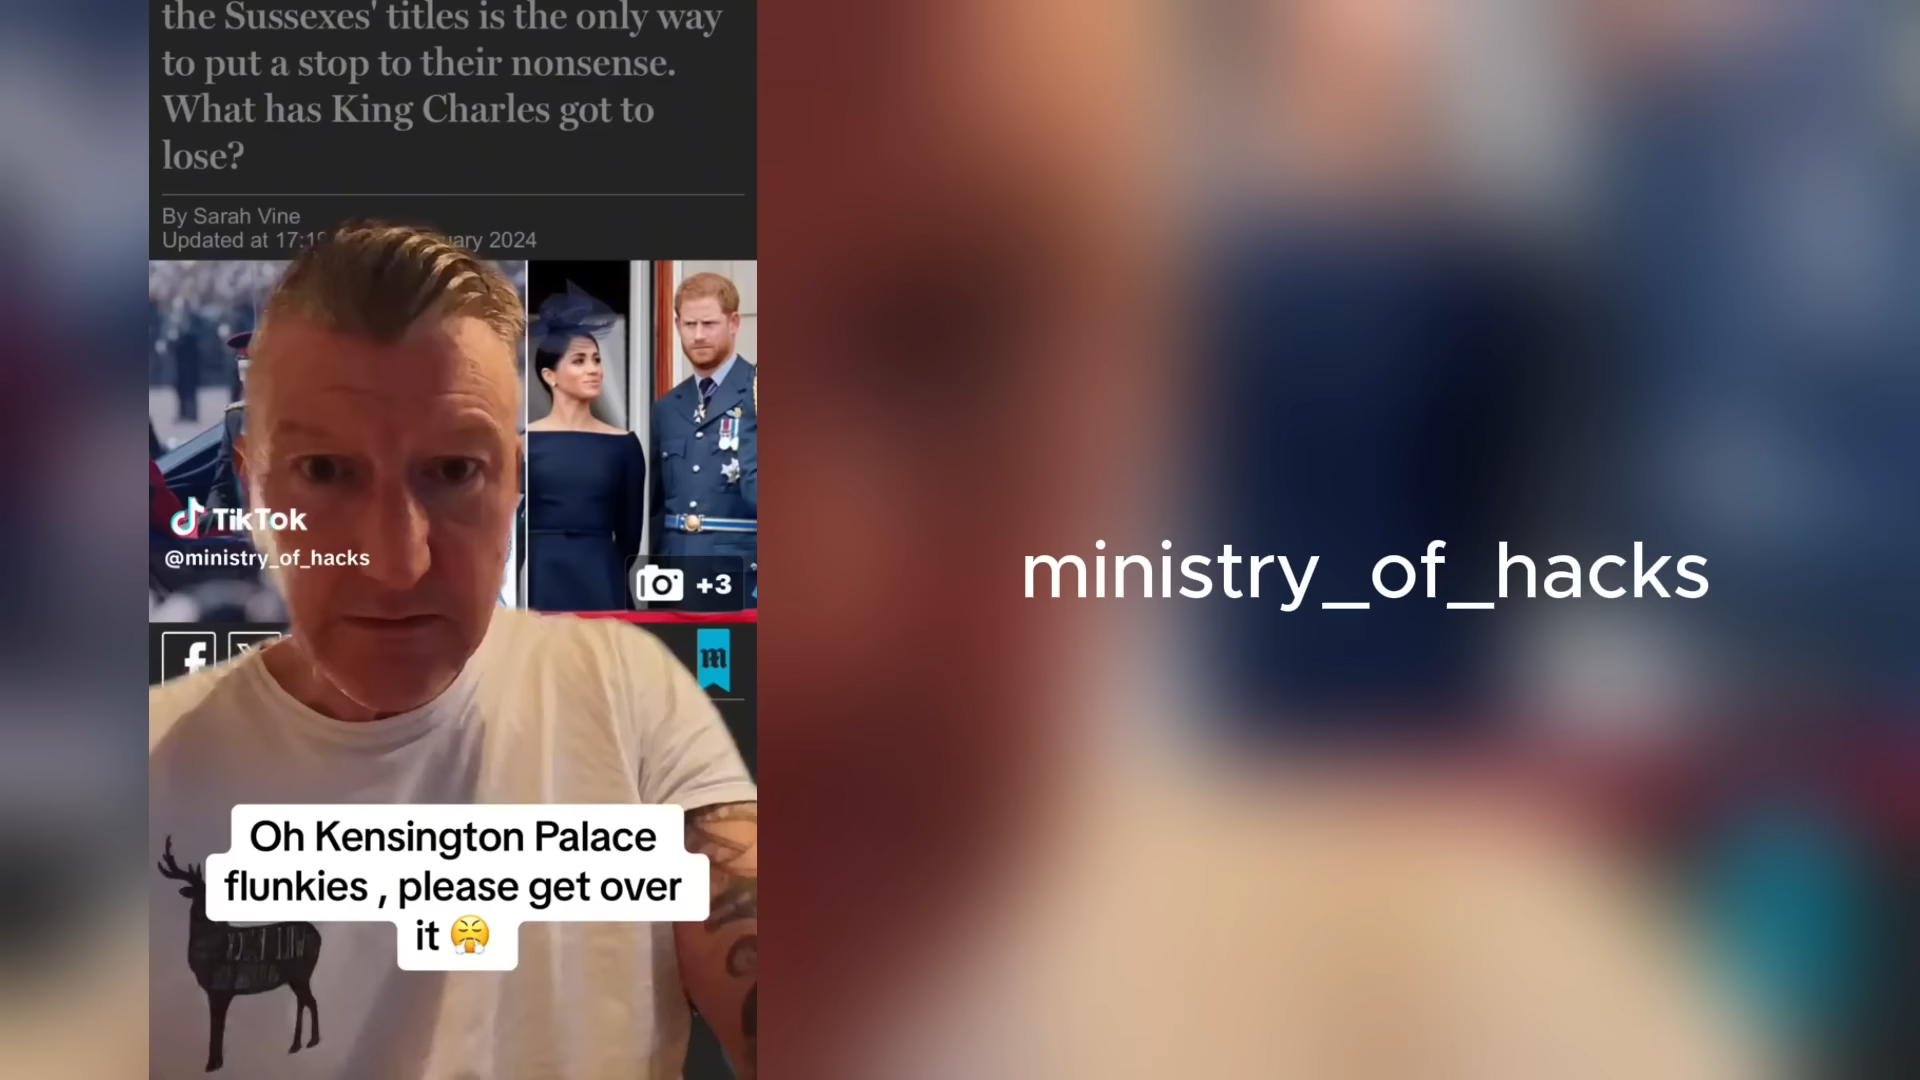 the Sussexes' titles is the only way
to put a stop to their nonsense.
What has King Charles got to
lose?
By Sarah Vine
Updated at 17:1
ary 2024
TikTok
@ministry_of_hacks
+3
f
m
Oh Kensington Palace
flunkies , please get over
it 😤
ministry_of_hacks